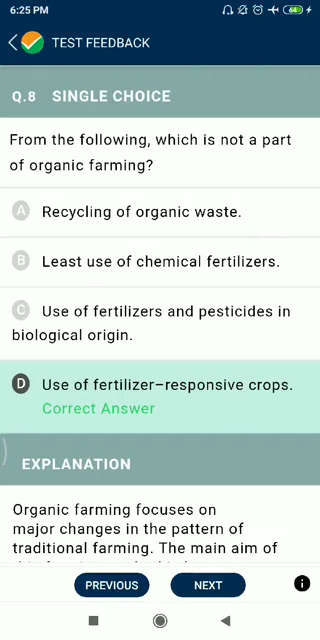 6:25 PM
64
TEST FEEDBACK
Q.8 SINGLE CHOICE
From the following, which is not a part
of organic farming?
A Recycling of organic waste.
B Least use of chemical fertilizers.
C Use of fertilizers and pesticides in
biological origin.
D Use of fertilizer–responsive crops.
Correct Answer
EXPLANATION
Organic farming focuses on
major changes in the pattern of
traditional farming. The main aim of
PREVIOUS NEXT